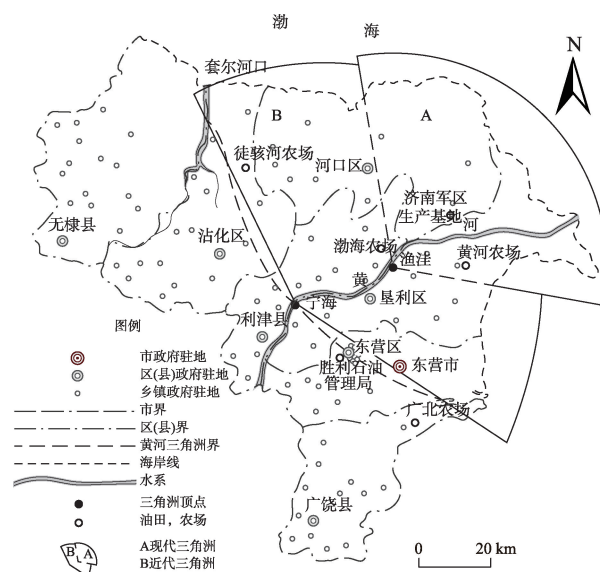 渤
海
N
套尔河口
B
A
徒骇河农场
河口区
济南军区
生产基地
河
无棣县
沾化区
渤海农场
渔洼
黄河农场
黄
宁海
垦利区
利津县
东营区
胜利石油
管理局
东营市
广北农场
广饶县
图例
市政府驻地
区(县)政府驻地
乡镇政府驻地
市界
区(县)界
黄河三角洲界
海岸线
水系
三角洲顶点
油田，农场
B A
A现代三角洲
B近代三角洲
0 20 km